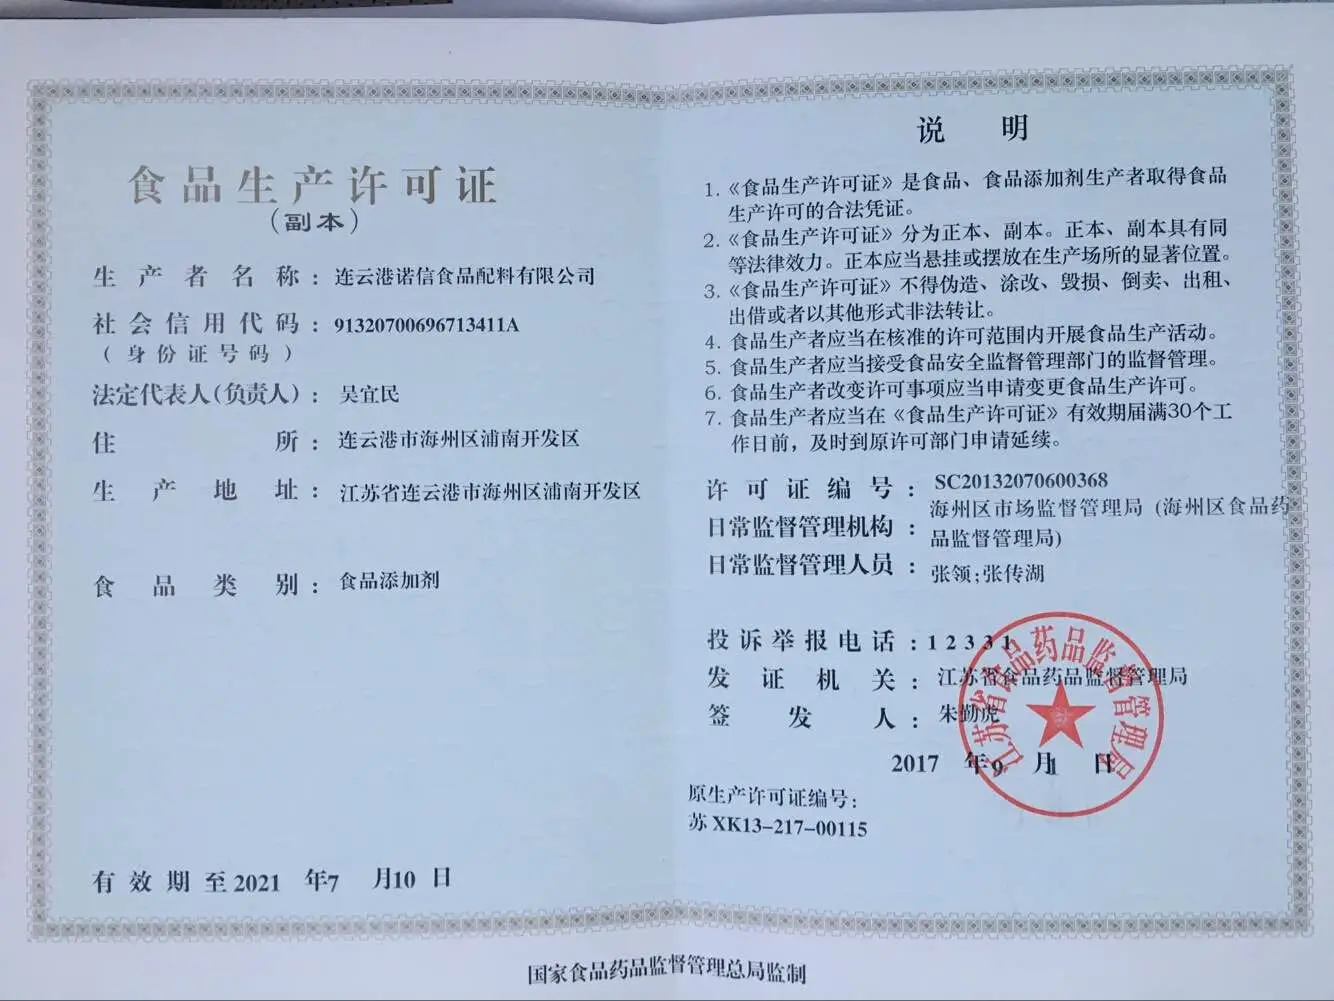 食品生产许可证
（副本）
生产者名称：连云港诺信食品配料有限公司
社会信用代码：91320700696713411A
（身份证号码）
法定代表人(负责人)：吴宜民
住所：连云港市海州区浦南开发区
生产地址：江苏省连云港市海州区浦南开发区
食品类别：食品添加剂
有效期至2021年7月10日
说明
1.《食品生产许可证》是食品、食品添加剂生产者取得食品
生产许可的合法凭证。
2.《食品生产许可证》分为正本、副本。正本、副本具有同
等法律效力。正本应当悬挂或摆放在生产场所的显著位置。
3.《食品生产许可证》不得伪造、涂改、毁损、倒卖、出租、
出借或者以其他形式非法转让。
4.食品生产者应当在核准的许可范围内开展食品生产活动。
5.食品生产者应当接受食品安全监督管理部门的监督管理。
6.食品生产者改变许可事项应当申请变更食品生产许可。
7.食品生产者应当在《食品生产许可证》有效期届满30个工
作日前，及时到原许可部门申请延续。
许可证编号：SC20132070600368
日常监督管理机构：海州区市场监督管理局（海州区食品药
品监督管理局)
日常监督管理人员：张领;张传湖
投诉举报电话：12331
发证机关：江苏省食品药品监督管理局
签发人：朱勤虎
2017年9月1日
江苏省食品药品监督管理局
原生产许可证编号：
苏XK13-217-00115
国家食品药品监督管理总局监制